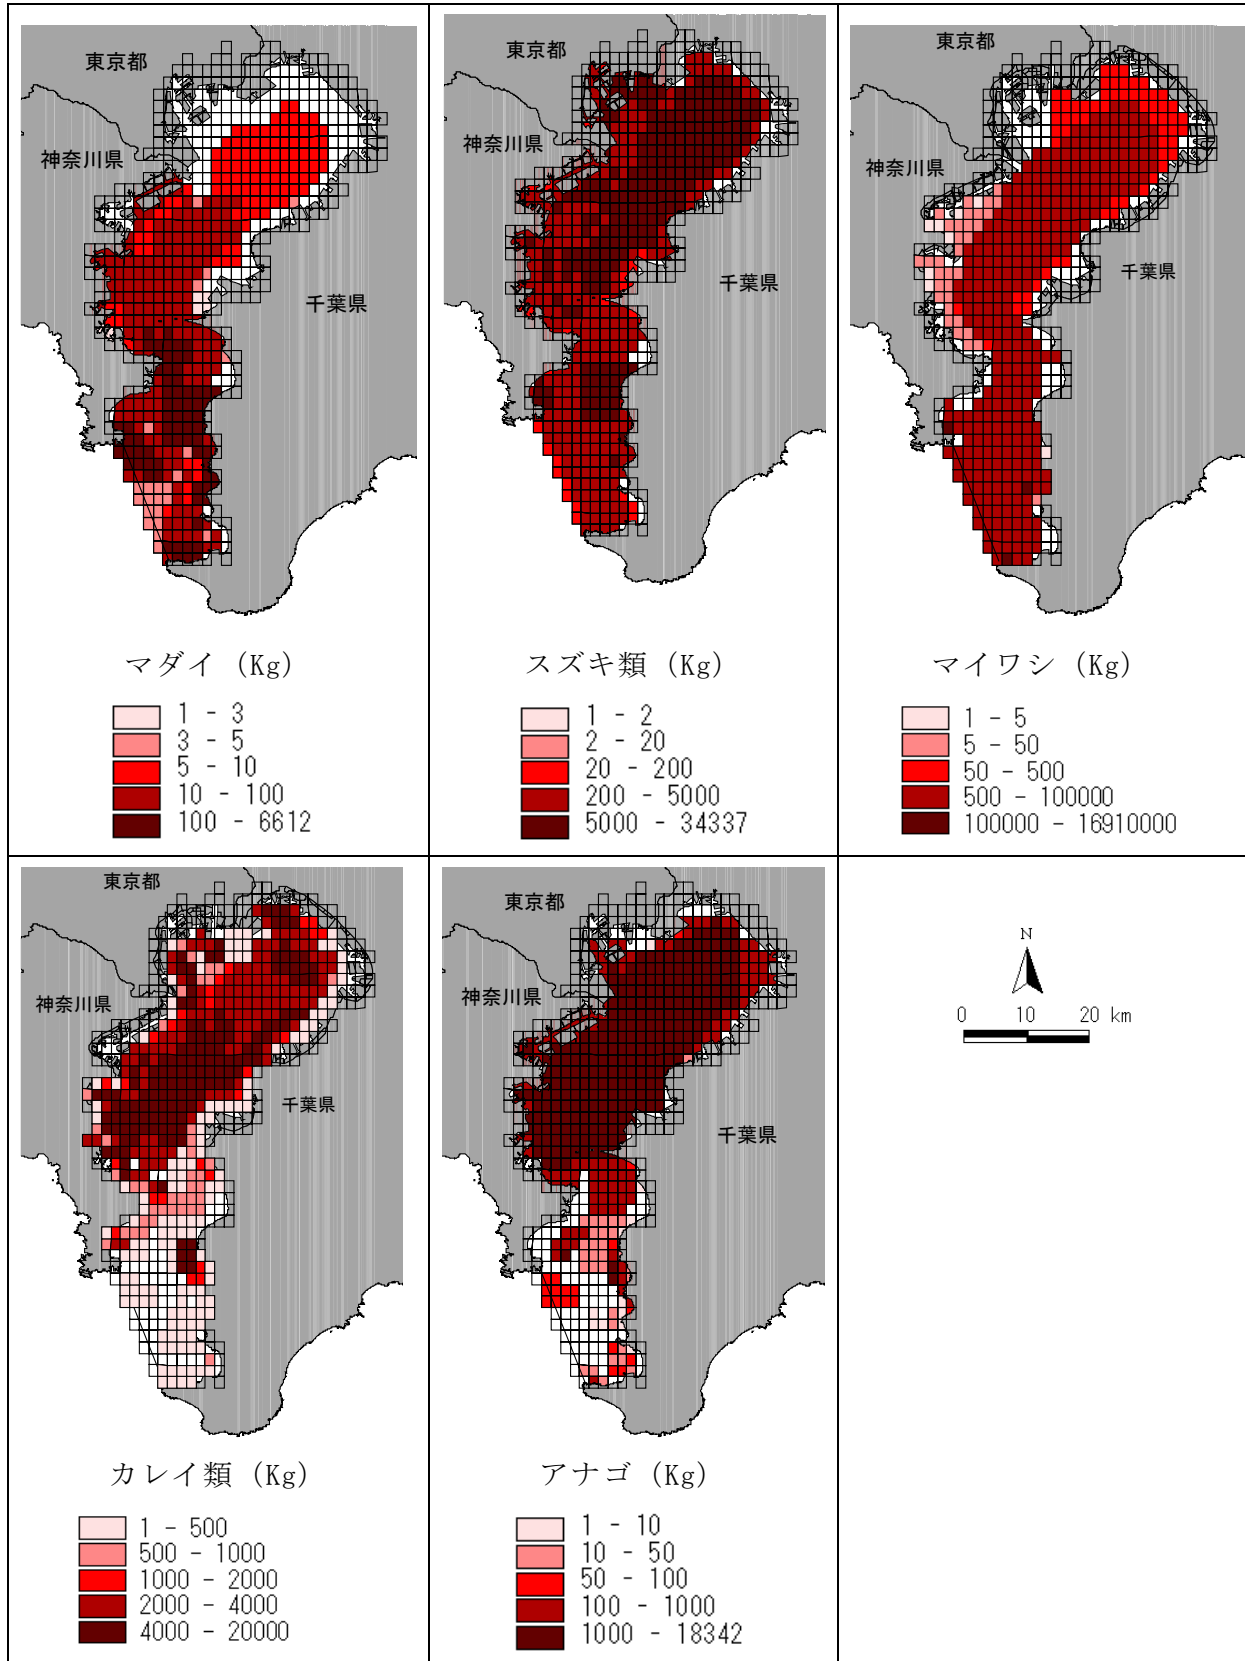 東京都
神奈川県
千葉県
マダイ (Kg)
1 - 3
3 - 5
5 - 10
10 - 100
100 - 6612
東京都
神奈川県
千葉県
スズキ類 (Kg)
1 - 2
2 - 20
20 - 200
200 - 5000
5000 - 34337
東京都
神奈川県
千葉県
マイワシ (Kg)
1 - 5
5 - 50
50 - 500
500 - 100000
100000 - 16910000
東京都
神奈川県
千葉県
カレイ類 (Kg)
1 - 500
500 - 1000
1000 - 2000
2000 - 4000
4000 - 20000
東京都
神奈川県
千葉県
アナゴ (Kg)
1 - 10
10 - 50
50 - 100
100 - 1000
1000 - 18342
N
0 10 20 km